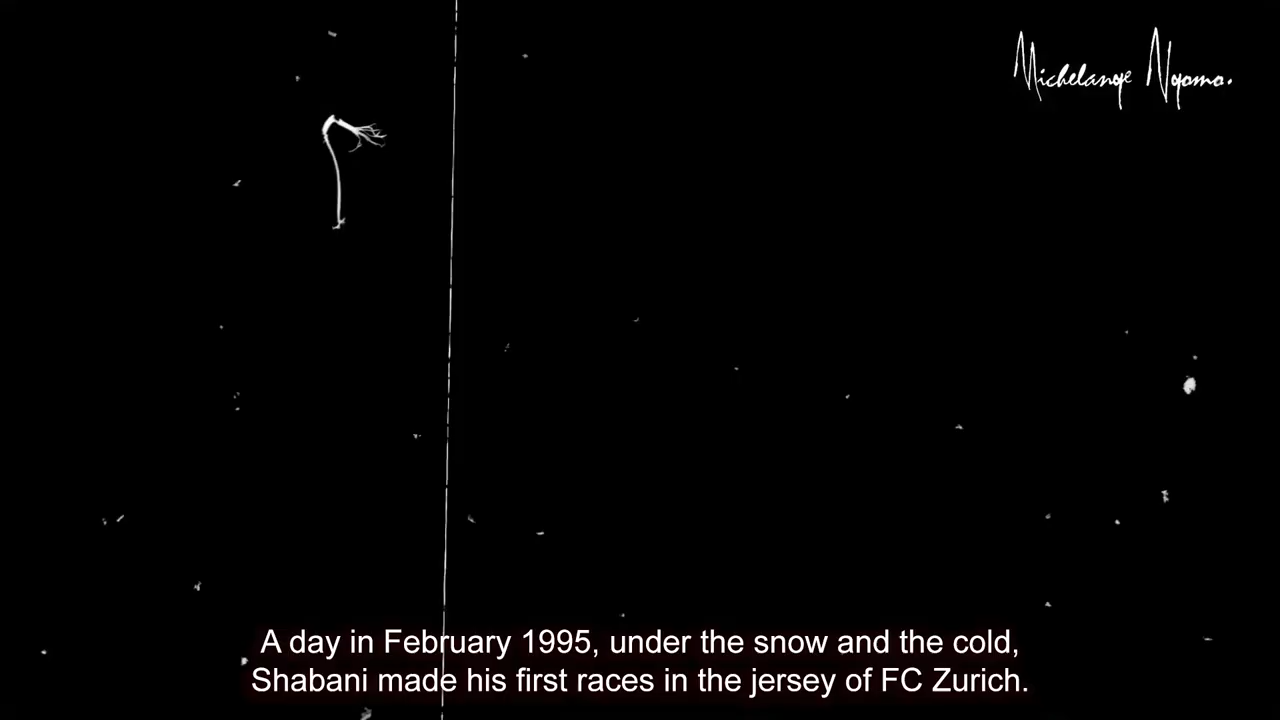 Michelange Ngomo.
A day in February 1995, under the snow and the cold,
Shabani made his first races in the jersey of FC Zurich.